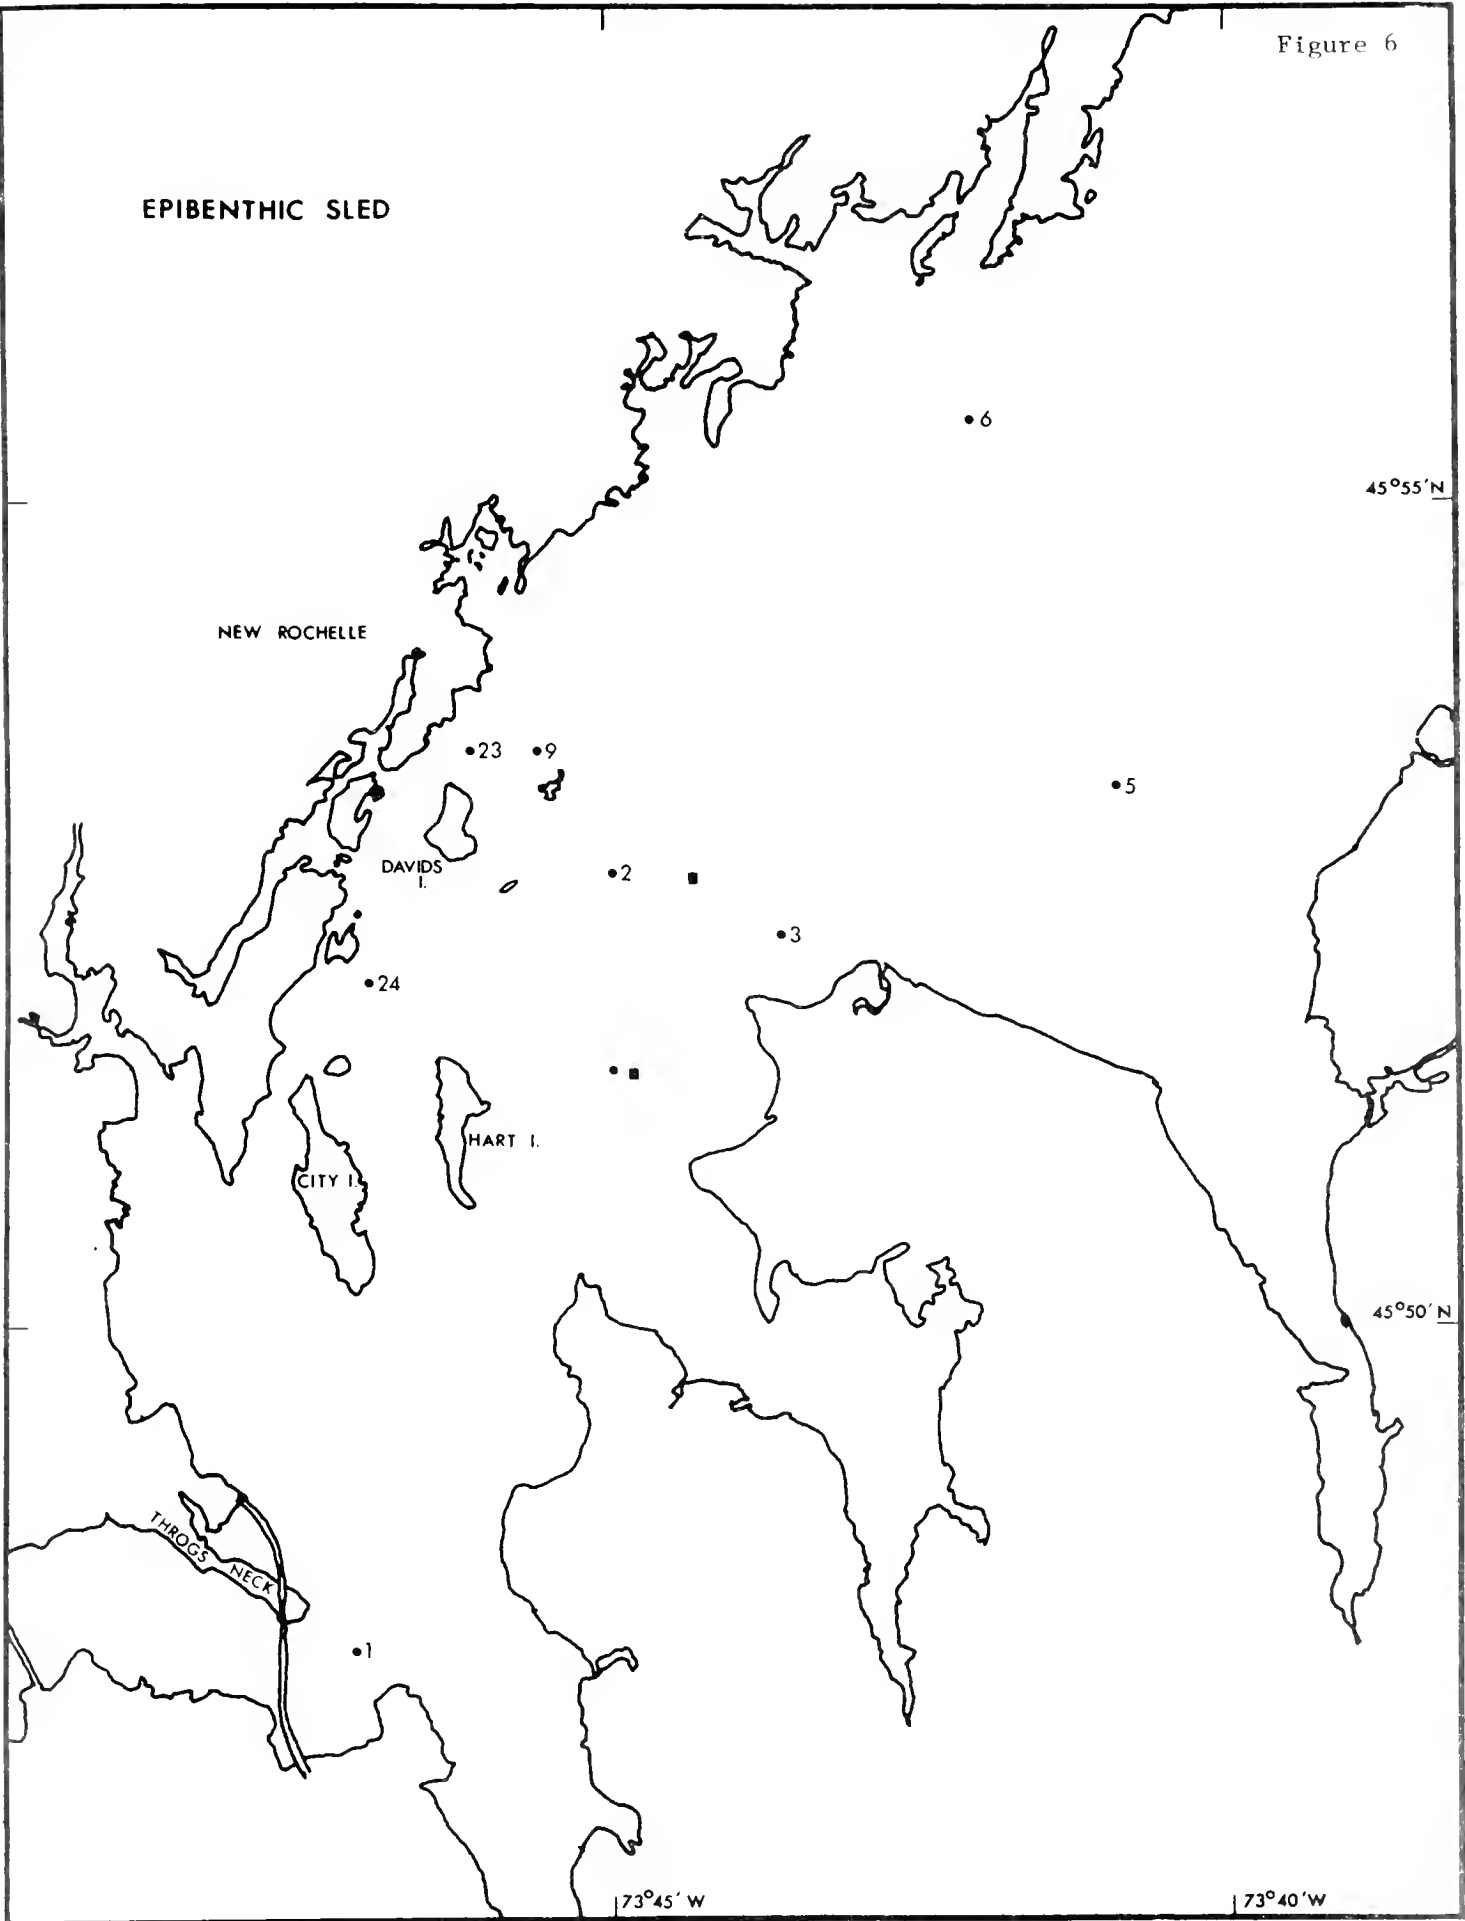 Figure 6
EPIBENTHIC SLED
6
45°55'N
NEW ROCHELLE
23
9
5
DAVIDS
I.
2
3
24
HART I.
CITY I.
45°50'N
THROGS NECK
1
73°45'W
73°40'W